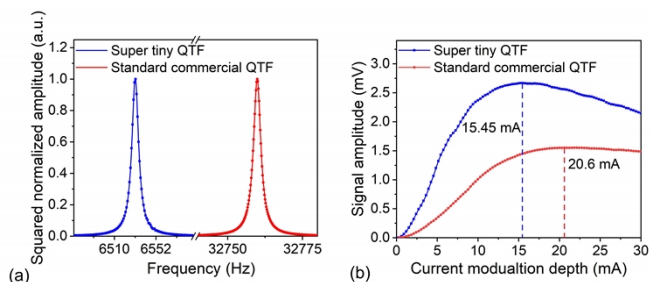 Squared normalized amplitude (a.u.)
1.2
1.0
0.8
0.6
0.4
0.2
0.0
Super tiny QTF
Standard commercial QTF
6510 6552 32750 32775
Frequency (Hz)
(a)
Signal amplitude (mV)
3.5
3.0
2.5
2.0
1.5
1.0
0.5
0.0
Super tiny QTF
Standard commercial QTF
15.45 mA
20.6 mA
0 5 10 15 20 25 30
Current modualtion depth (mA)
(b)